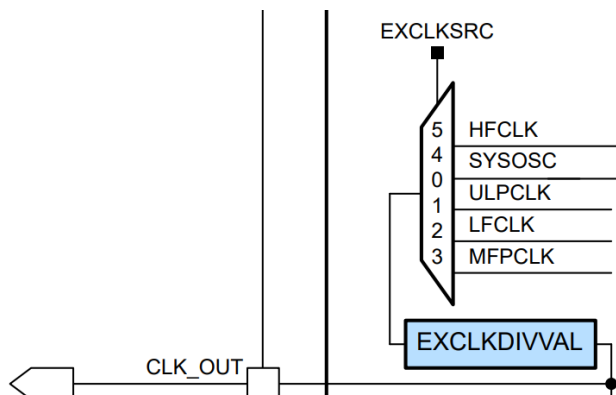 EXCLKSRC
5 HFCLK
4 SYSOSC
0 ULPCLK
1 LFCLK
2 MFPCLK
3
EXCLKDIVVAL
CLK_OUT